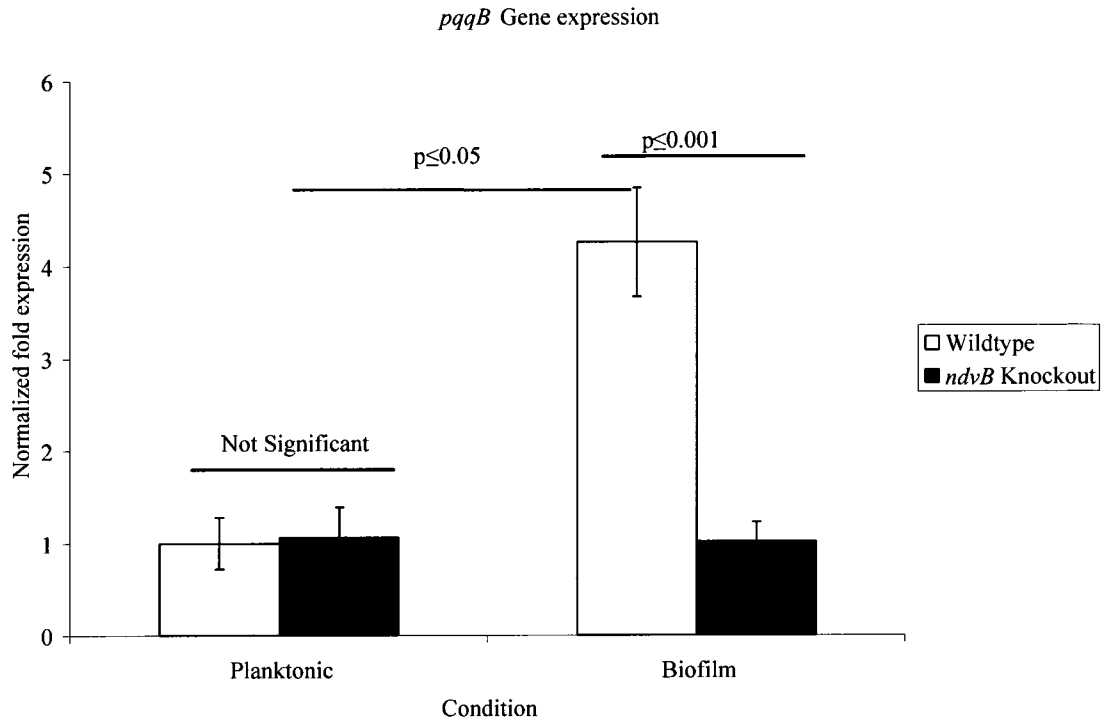 pqqB Gene expression
6
5
4
3
2
1
0
Normalized fold expression
p≤0.05
p≤0.001
Not Significant
Planktonic
Biofilm
Condition
Wildtype
ndvB Knockout